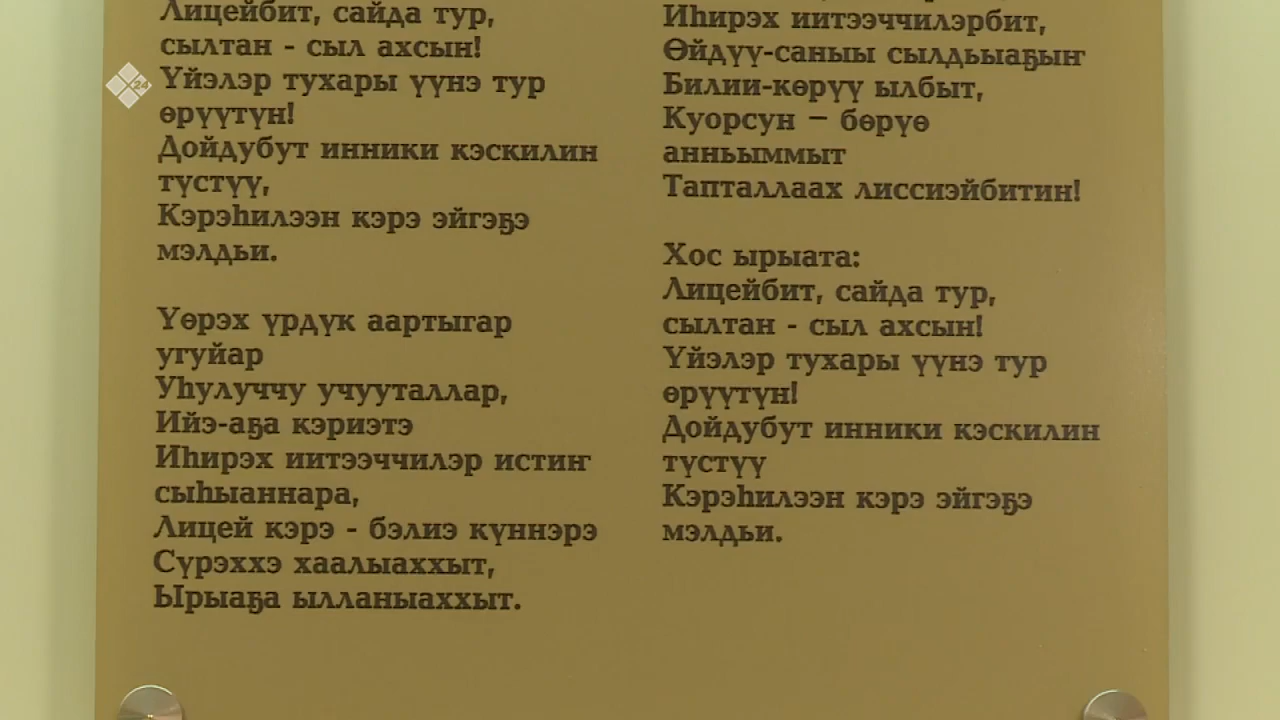 Лицейбит, сайда тур,
сылтан - сыл ахсын!
Үйэлэр тухары үүнэ тур
өрүүтүн!
Дойдубут инники кэскилин
түстүү,
Кэрэһилээн кэрэ эйгэҕэ
мэлдьи.
Үөрэх үрдүк аартыгар
угуйар
Уһулуччу учууталлар,
Ийэ-аҕа кэриэтэ
Иһирэх иитээччилэр истиҥ
сыһыаннара,
Лицей кэрэ - бэлиэ күннэрэ
Сүрэххэ хаалыаххыт,
Ырыаҕа ылланыаххыт.
Иһирэх иитээччилэрбит,
Өйдүү-саныы сылдьыаҕыҥ
Билии-көрүү ылбыт,
Куорсун – бөрүө
анньыммыт
Тапталлаах лиссиэйбитин!
Хос ырыата:
Лицейбит, сайда тур,
сылтан - сыл ахсын!
Үйэлэр тухары үүнэ тур
өрүүтүн!
Дойдубут инники кэскилин
түстүү
Кэрэһилээн кэрэ эйгэҕэ
мэлдьи.
24